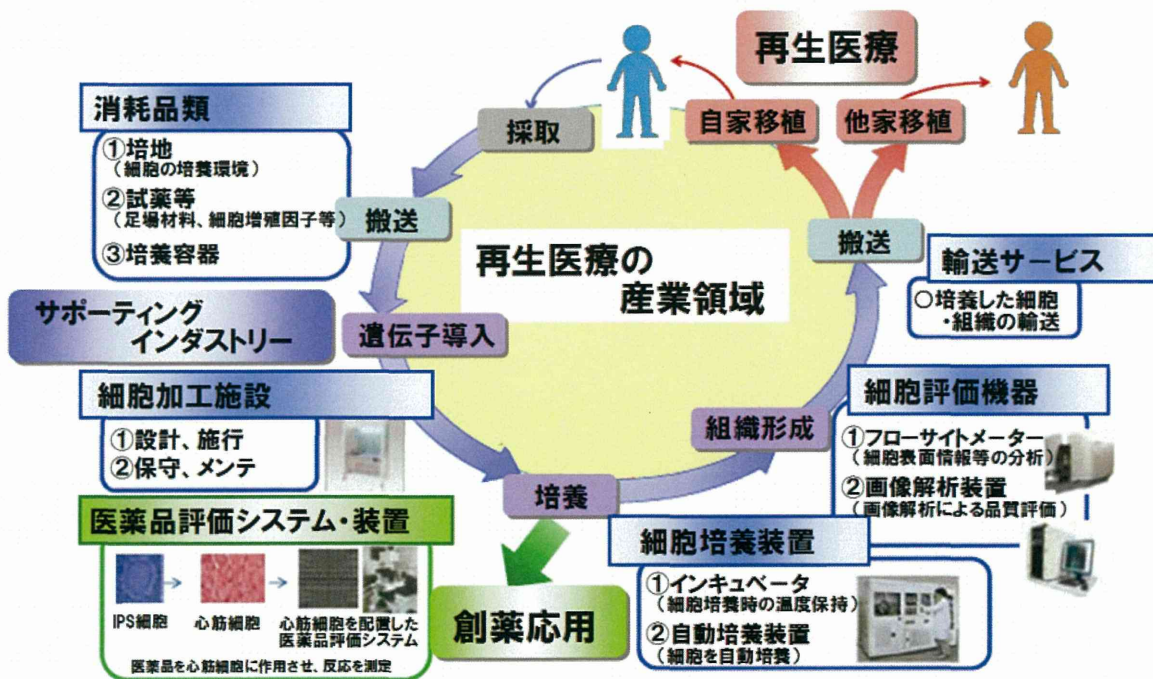 再生医療
採取
自家移植
他家移植
消耗品類
①培地
(細胞の培養環境)
②試薬等
(足場材料、細胞増殖因子等)
③培養容器
搬送
搬送
再生医療の
産業領域
輸送サービス
○培養した細胞
・組織の輸送
サポーティング
インダストリー
遺伝子導入
細胞加工施設
①設計、施行
②保守、メンテ
組織形成
細胞評価機器
①フローサイトメーター
(細胞表面情報等の分析)
②画像解析装置
(画像解析による品質評価)
培養
医薬品評価システム・装置
IPS細胞
心筋細胞
心筋細胞を配置した
医薬品評価システム
医薬品を心筋細胞に作用させ、反応を測定
創薬応用
細胞培養装置
①インキュベータ
(細胞培養時の温度保持)
②自動培養装置
(細胞を自動培養)